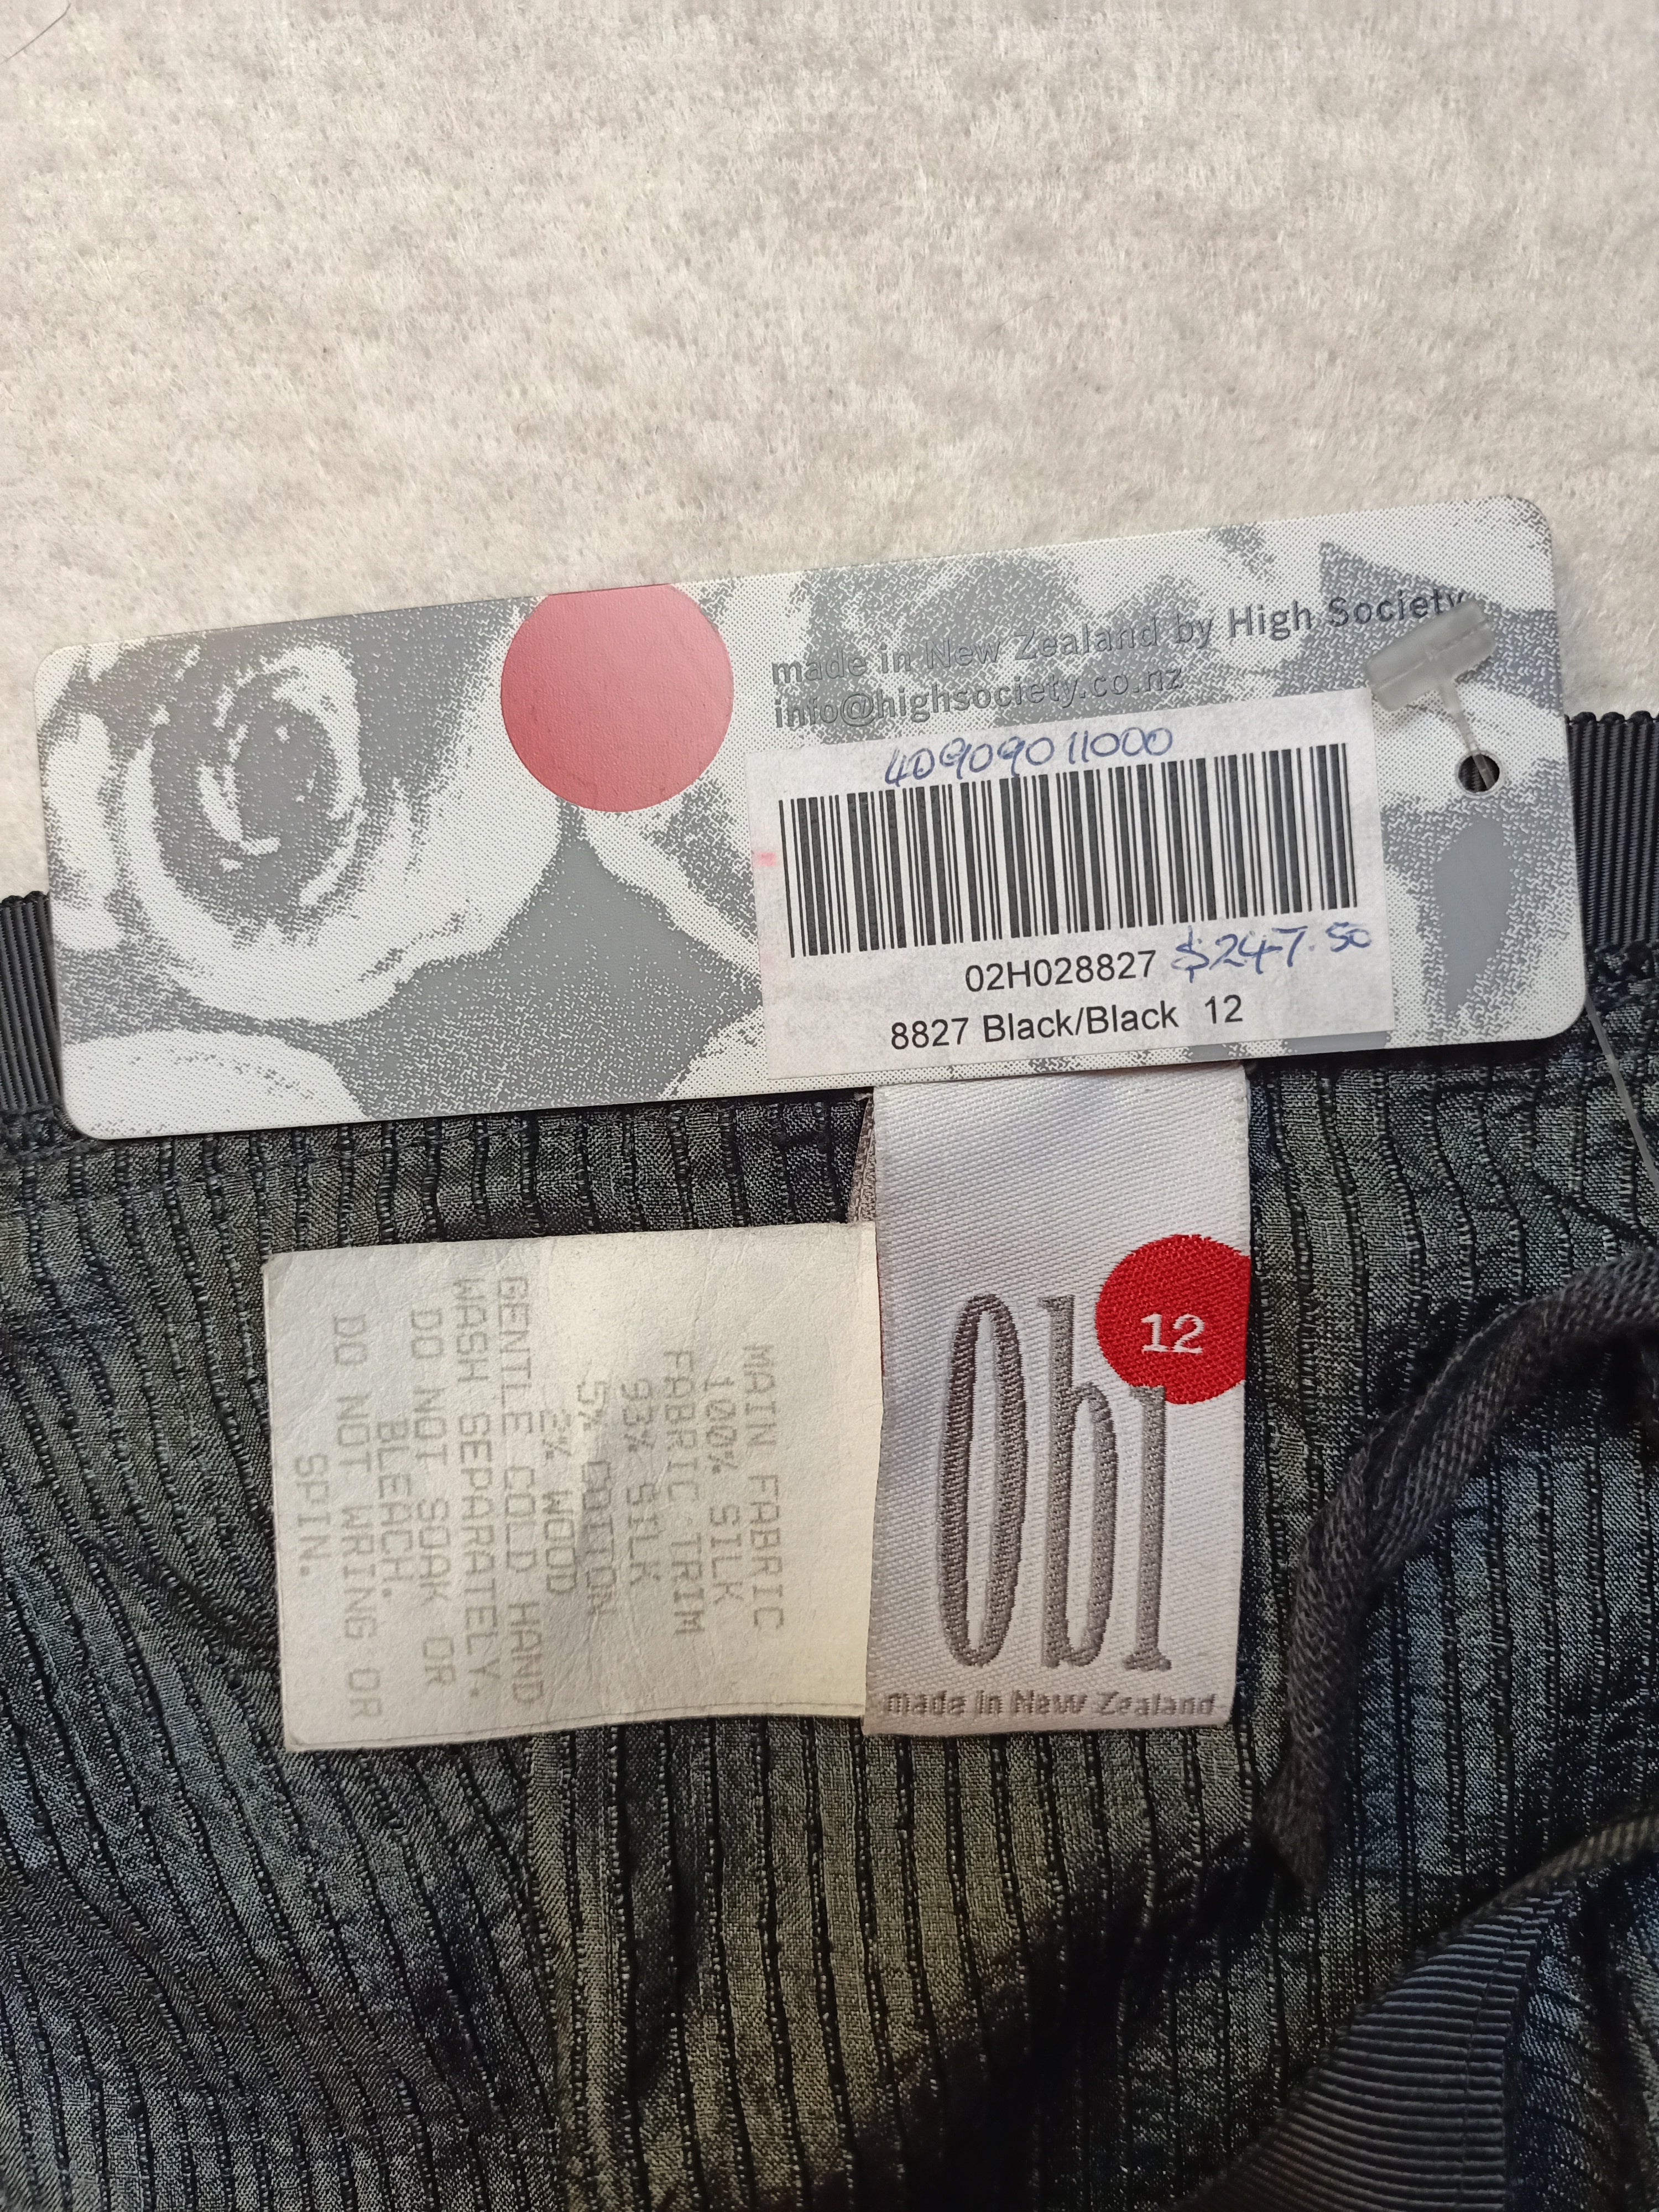 made in New Zealand by High Society
info@highsociety.co.nz
40909011000
02H028827 $247.50
8827 Black/Black 12
12
Obi
made in New Zealand
MAIN FABRIC
100% SILK
FABRIC TRIM
93% SILK
5% COTTON
2% WOOD
GENTLE COLD HAND
WASH SEPARATELY.
DO NOT SOAK OR
BLEACH.
DO NOT WRING OR
SPIN.